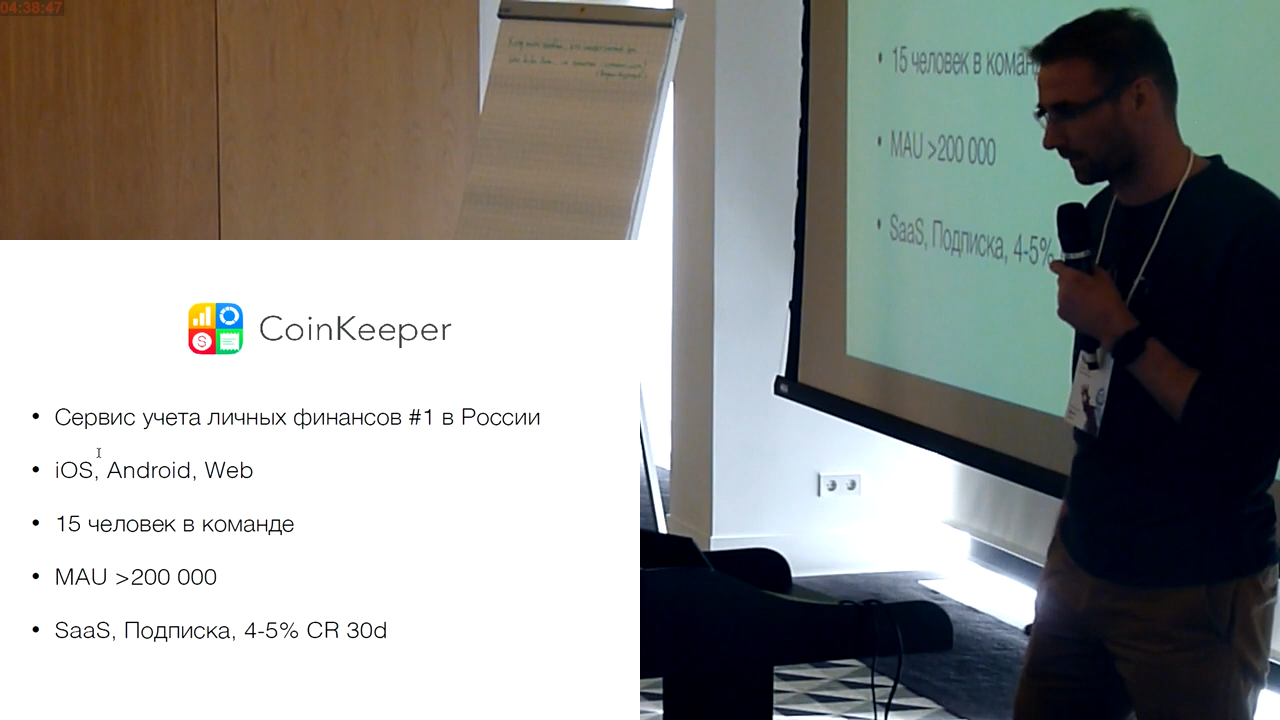 04:38:47
15 человек в коман
MAU >200 000
SaaS, Подписка, 4-5%
CoinKeeper
• Сервис учета личных финансов #1 в России
• iOS, Android, Web
• 15 человек в команде
• MAU >200 000
• SaaS, Подписка, 4-5% CR 30d